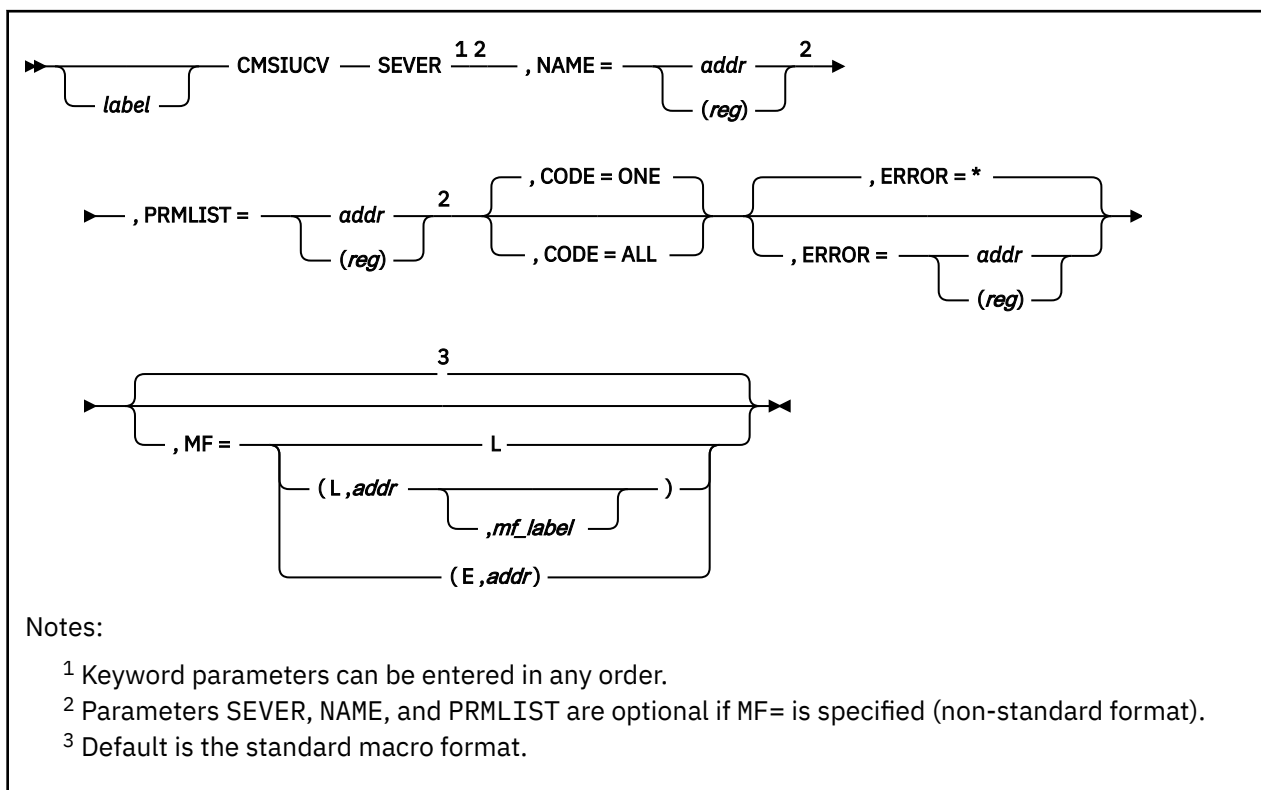 1 2
2
CMSIUCV SEVER , NAME = addr
label
(reg)
, CODE = ONE
, ERROR = *
2
, PRMLIST = addr
(reg)
, CODE = ALL
, ERROR = addr
(reg)
3
, MF = L
( L ,addr )
,mf_label
( E ,addr)
Notes:
1 Keyword parameters can be entered in any order.
2 Parameters SEVER, NAME, and PRMLIST are optional if MF= is specified (non-standard format).
3 Default is the standard macro format.